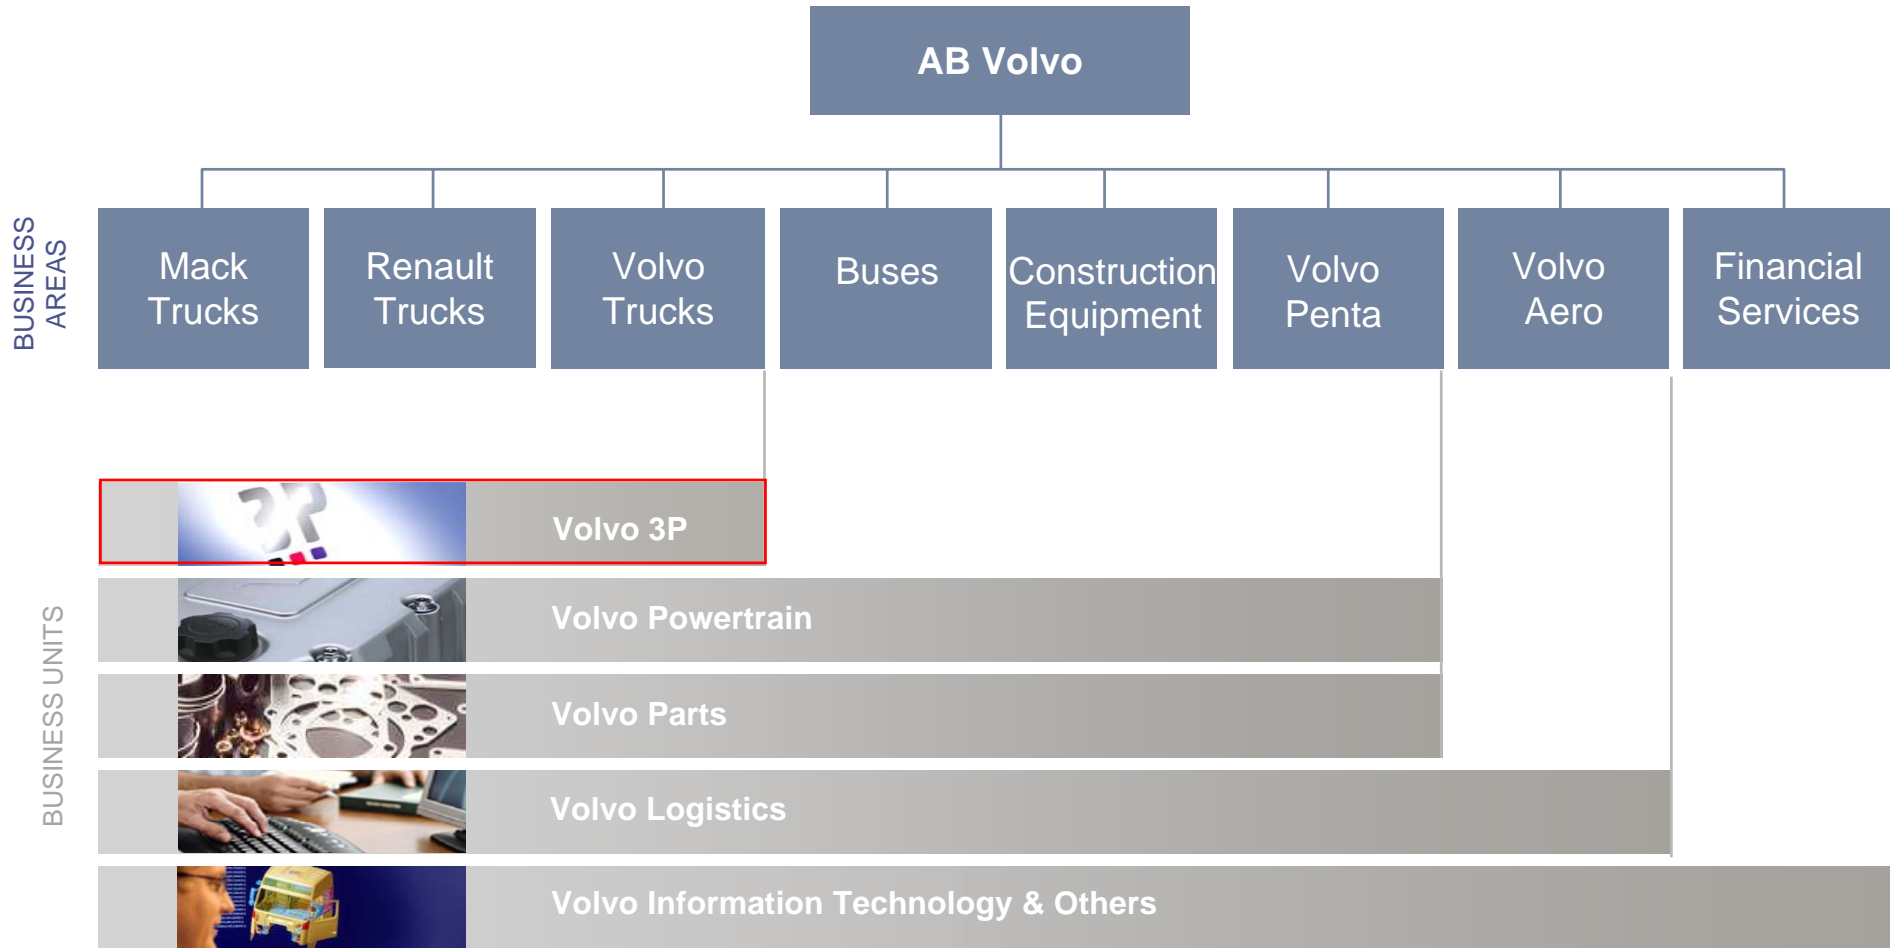 AB Volvo
BUSINESS
AREAS
Mack
Trucks
Renault
Trucks
Volvo
Trucks
Buses
Construction
Equipment
Volvo
Penta
Volvo
Aero
Financial
Services
BUSINESS UNITS
3P
Volvo 3P
Volvo Powertrain
Volvo Parts
Volvo Logistics
Volvo Information Technology & Others